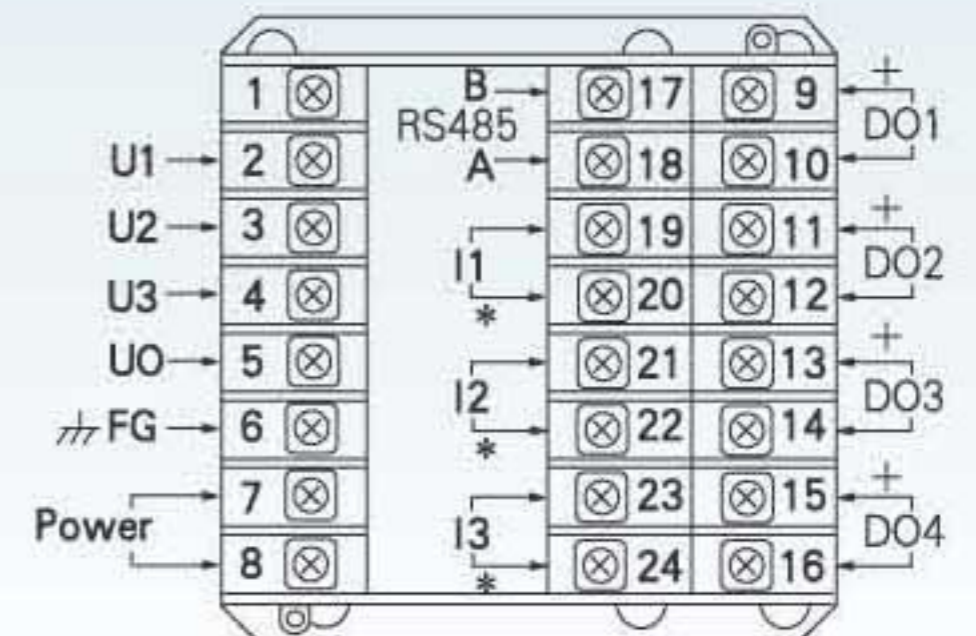 1 B 17 9 +
RS485 DO1
U1 2 A 18 10
U2 3 19 11 +
I1 DO2
U3 4 20 12
*
U0 5 21 13 +
I2 DO3
FG 6 22 14
*
7 23 15 +
Power I3 DO4
8 24 16
*